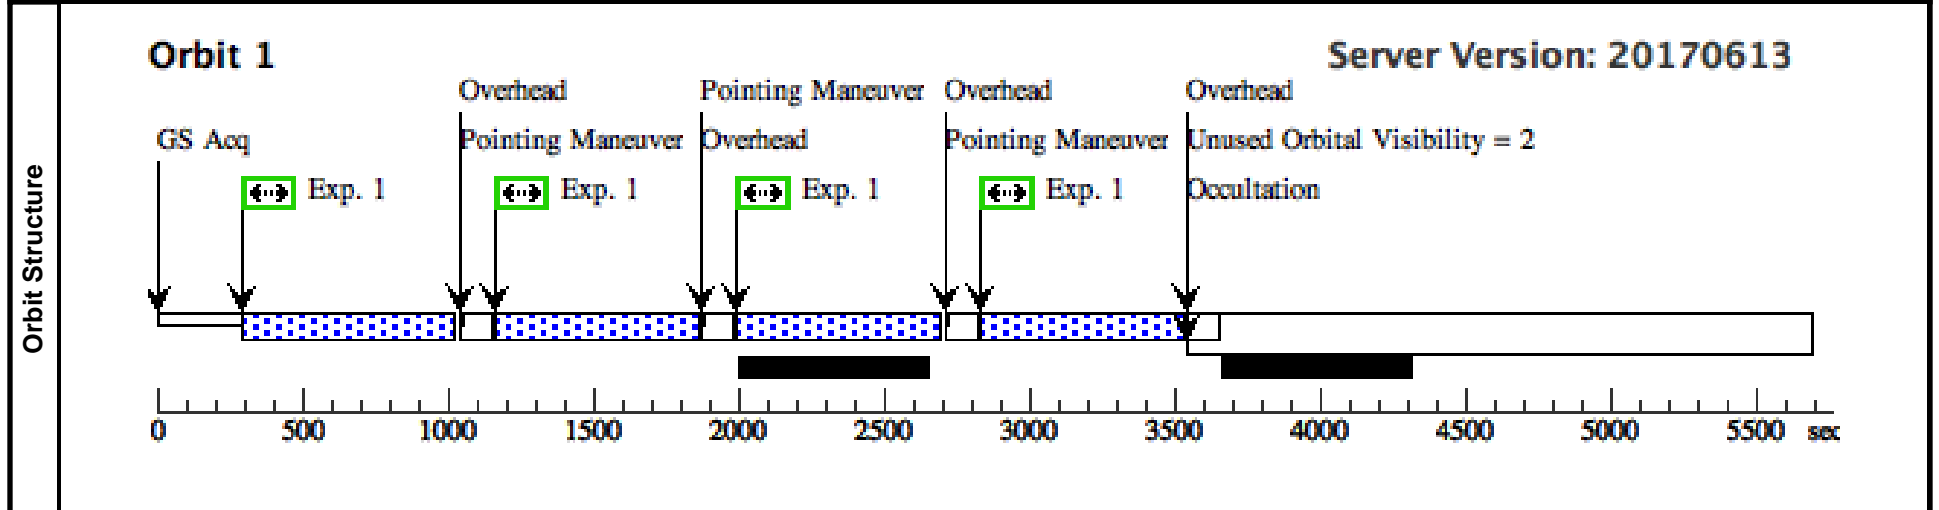 Orbit Structure
Orbit 1 Server Version: 20170613
Overhead Pointing Maneuver Overhead Overhead
GS Acq Pointing Maneuver Overhead Pointing Maneuver Unused Orbital Visibility = 2
Exp. 1 Exp. 1 Exp. 1 Exp. 1 Occultation
0 500 1000 1500 2000 2500 3000 3500 4000 4500 5000 5500 sec